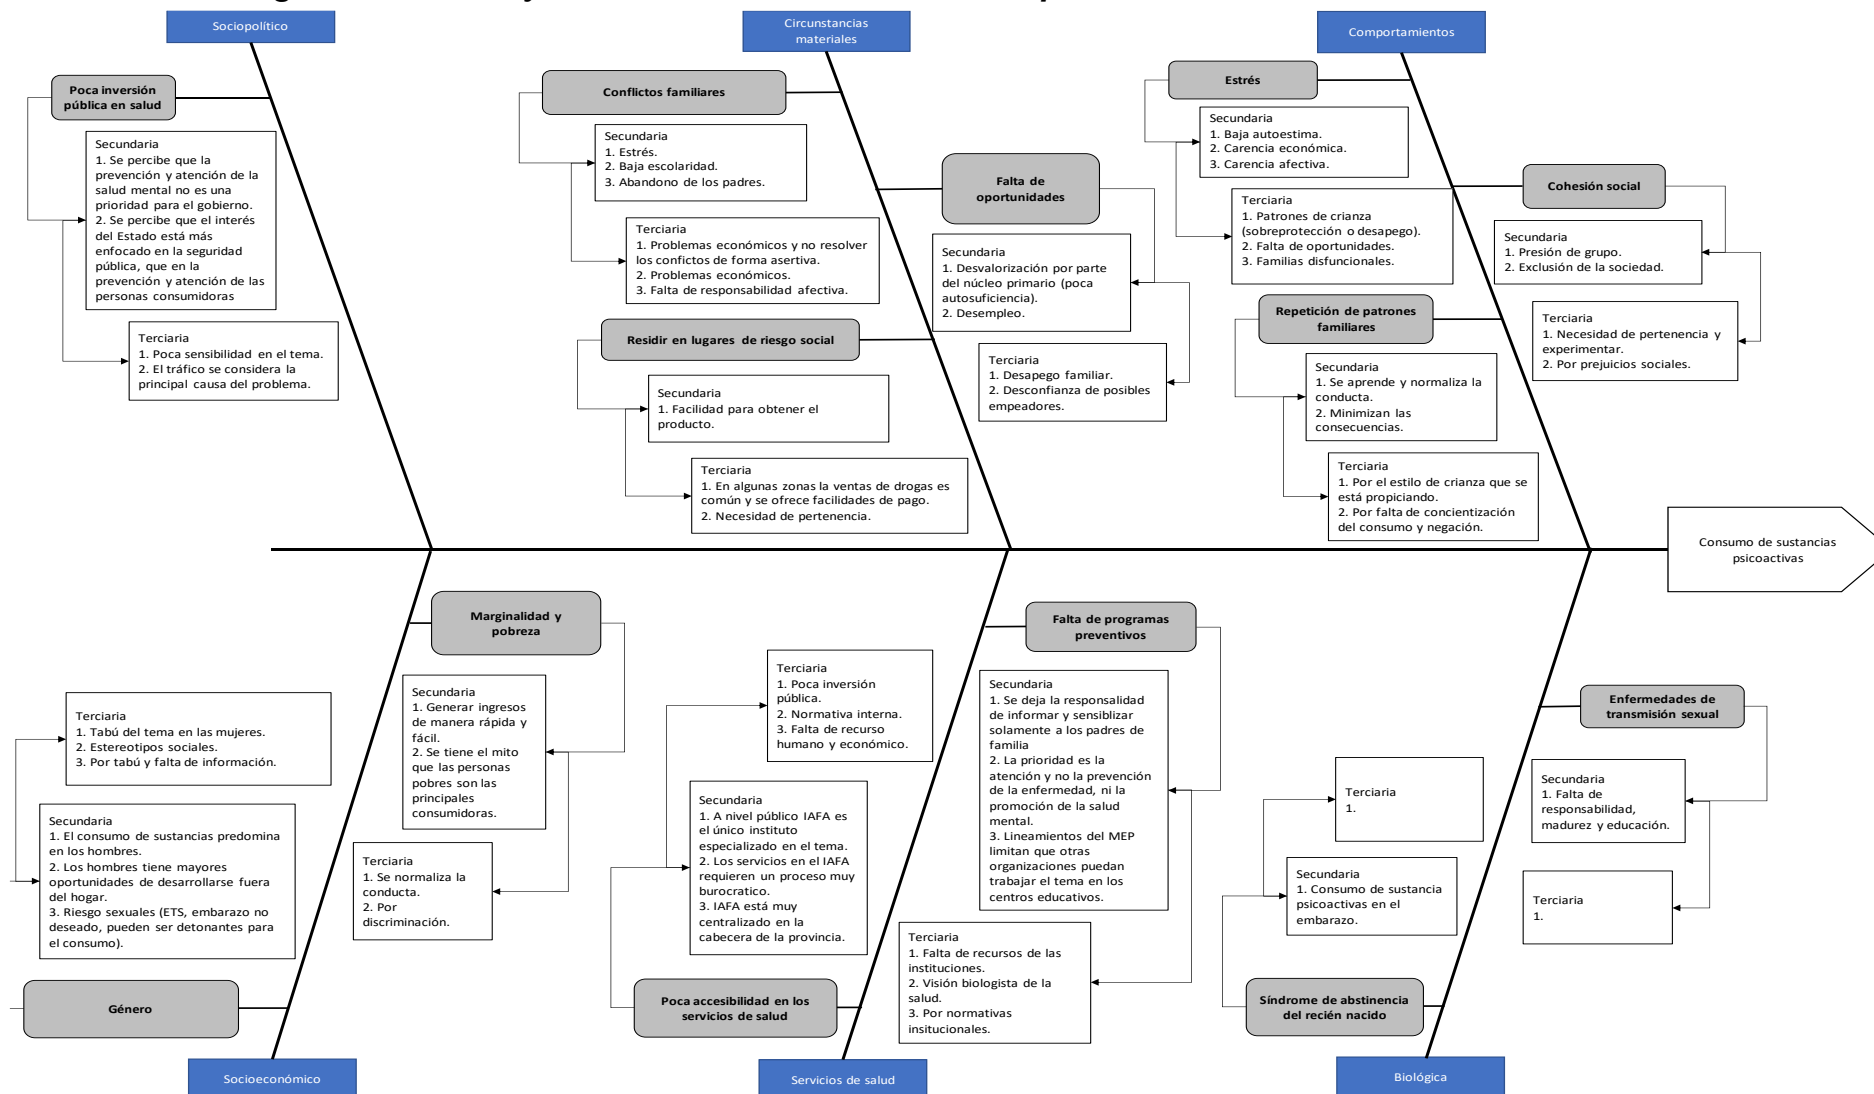 Sociopolítico
Circunstancias
materiales
Comportamientos
Poca inversión
pública en salud
Secundaria
1. Se percibe que la
prevención y atención de la
salud mental no es una
prioridad para el gobierno.
2. Se percibe que el interés
del Estado está más
enfocado en la seguridad
pública, que en la
prevención y atención de las
personas consumidoras
Terciaria
1. Poca sensibilidad en el tema.
2. El tráfico se considera la
principal causa del problema.
Conflictos familiares
Secundaria
1. Estrés.
2. Baja escolaridad.
3. Abandono de los padres.
Terciaria
1. Problemas económicos y no resolver
los confictos de forma asertiva.
2. Problemas económicos.
3. Falta de responsabilidad afectiva.
Falta de
oportunidades
Secundaria
1. Desvalorización por parte
del núcleo primario (poca
autosuficiencia).
2. Desempleo.
Terciaria
1. Desapego familiar.
2. Desconfianza de posibles
empeadores.
Residir en lugares de riesgo social
Secundaria
1. Facilidad para obtener el
producto.
Terciaria
1. En algunas zonas la ventas de drogas es
común y se ofrece facilidades de pago.
2. Necesidad de pertenencia.
Estrés
Secundaria
1. Baja autoestima.
2. Carencia económica.
3. Carencia afectiva.
Terciaria
1. Patrones de crianza
(sobreprotección o desapego).
2. Falta de oportunidades.
3. Familias disfuncionales.
Cohesión social
Secundaria
1. Presión de grupo.
2. Exclusión de la sociedad.
Terciaria
1. Necesidad de pertenencia y
experimentar.
2. Por prejuicios sociales.
Repetición de patrones
familiares
Secundaria
1. Se aprende y normaliza la
conducta.
2. Minimizan las
consecuencias.
Terciaria
1. Por el estilo de crianza que se
está propiciando.
2. Por falta de concientización
del consumo y negación.
Consumo de sustancias
psicoactivas
Marginalidad y
pobreza
Secundaria
1. Generar ingresos
de manera rápida y
fácil.
2. Se tiene el mito
que las personas
pobres son las
principales
consumidoras.
Terciaria
1. Se normaliza la
conducta.
2. Por
discriminación.
Terciaria
1. Tabú del tema en las mujeres.
2. Estereotipos sociales.
3. Por tabú y falta de información.
Secundaria
1. El consumo de sustancias predomina
en los hombres.
2. Los hombres tiene mayores
oportunidades de desarrollarse fuera
del hogar.
3. Riesgo sexuales (ETS, embarazo no
deseado, pueden ser detonantes para
el consumo).
Género
Socioeconómico
Falta de programas
preventivos
Secundaria
1. Se deja la responsalidad
de informar y sensiblizar
solamente a los padres de
familia
2. La prioridad es la
atención y no la prevención
de la enfermedad, ni la
promoción de la salud
mental.
3. Lineamientos del MEP
limitan que otras
organizaciones puedan
trabajar el tema en los
centros educativos.
Terciaria
1. Falta de recursos de las
instituciones.
2. Visión biologista de la
salud.
3. Por normativas
insitucionales.
Terciaria
1. Poca inversión
pública.
2. Normativa interna.
3. Falta de recurso
humano y económico.
Secundaria
1. A nivel público IAFA es
el único instituto
especializado en el tema.
2. Los servicios en el IAFA
requieren un proceso muy
burocratico.
3. IAFA está muy
centralizado en la
cabecera de la provincia.
Poca accesibilidad en los
servicios de salud
Servicios de salud
Enfermedades de
transmisión sexual
Secundaria
1. Falta de
responsabilidad,
madurez y educación.
Terciaria
1.
Terciaria
1.
Secundaria
1. Consumo de sustancia
psicoactivas en el
embarazo.
Síndrome de abstinencia
del recién nacido
Biológica